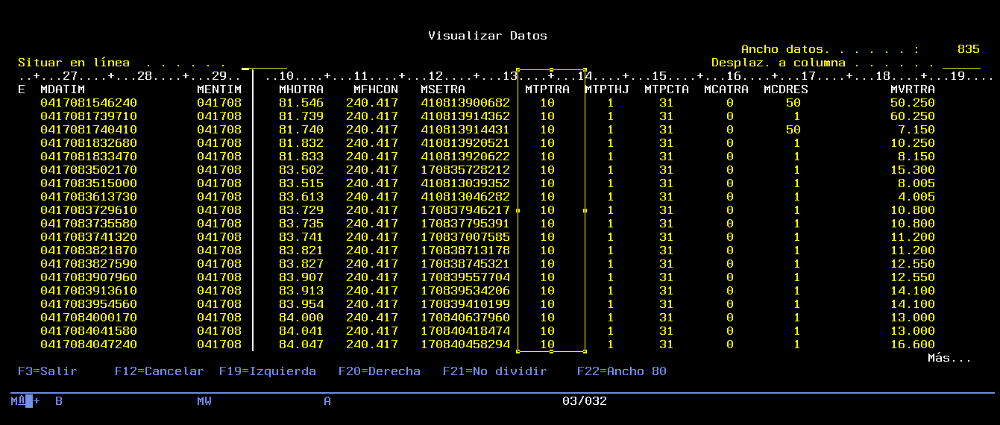 Visualizar Datos
Ancho datos. . . . . . . :     835
Situar en línea  . . . . . .  ______     Desplaz. a columna . . . . . . _____
..+...27....+...28....+...29.. ..10....+...11....+...12....+...13....+...14....+...15....+...16....+...17....+...18....+...19....
E  MDATIM  MENTIM  MHOTRA  MFHCON  MSETRA  MTPTRA  MTPTHJ  MTPCTA  MCATRA  MCDRES  MVRTRA
0417081546240  041708  81.546  240.417  410813900682  10  1  31  0  50  50.250
0417081739710  041708  81.739  240.417  410813914362  10  1  31  0  1  60.250
0417081740410  041708  81.740  240.417  410813914431  10  1  31  0  50  7.150
0417081832680  041708  81.832  240.417  410813920521  10  1  31  0  1  10.250
0417081833470  041708  81.833  240.417  410813920622  10  1  31  0  1  8.150
0417083502170  041708  83.502  240.417  170835728212  10  1  31  0  1  15.300
0417083515000  041708  83.515  240.417  410813039352  10  1  31  0  1  8.005
0417083613730  041708  83.613  240.417  410813046282  10  1  31  0  1  4.005
0417083729610  041708  83.729  240.417  170837946217  10  1  31  0  1  10.800
0417083735580  041708  83.735  240.417  170837795391  10  1  31  0  1  10.800
0417083741320  041708  83.741  240.417  170837007585  10  1  31  0  1  11.200
0417083821870  041708  83.821  240.417  170838713178  10  1  31  0  1  11.200
0417083827590  041708  83.827  240.417  170838745321  10  1  31  0  1  12.550
0417083907960  041708  83.907  240.417  170839557704  10  1  31  0  1  12.550
0417083913610  041708  83.913  240.417  170839534206  10  1  31  0  1  14.100
0417083954560  041708  83.954  240.417  170839410199  10  1  31  0  1  14.100
0417084000170  041708  84.000  240.417  170840637960  10  1  31  0  1  13.000
0417084041580  041708  84.041  240.417  170840418474  10  1  31  0  1  13.000
0417084047240  041708  84.047  240.417  170840458294  10  1  31  0  1  16.600
Más...
F3=Salir  F12=Cancelar  F19=Izquierda  F20=Derecha  F21=No dividir  F22=Ancho 80
MA+  B  MW  A  03/032